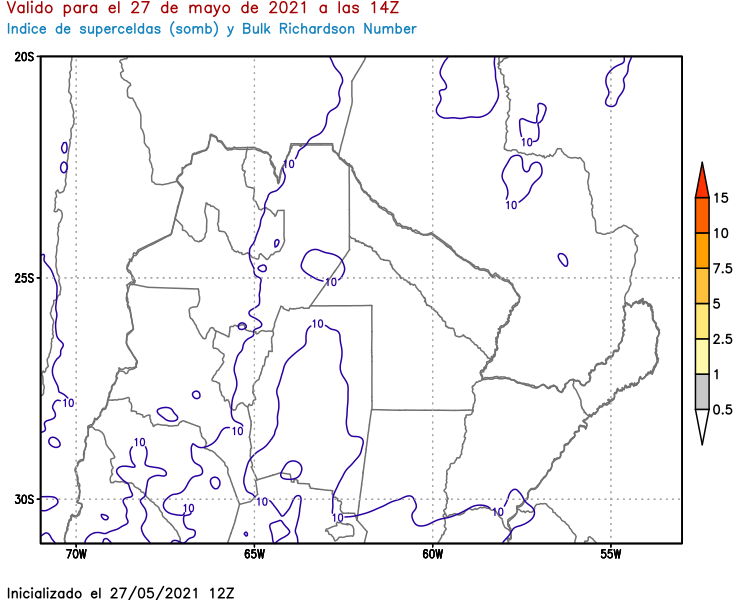 Valido para el 27 de mayo de 2021 a las 14Z
Indice de superceldas (somb) y Bulk Richardson Number
20S
10
10
10
15
10
7.5
5
2.5
1
0.5
25S
10
10
10
10
10
30S
10
10
10
10
70W
65W
60W
55W
Inicializado el 27/05/2021 12Z